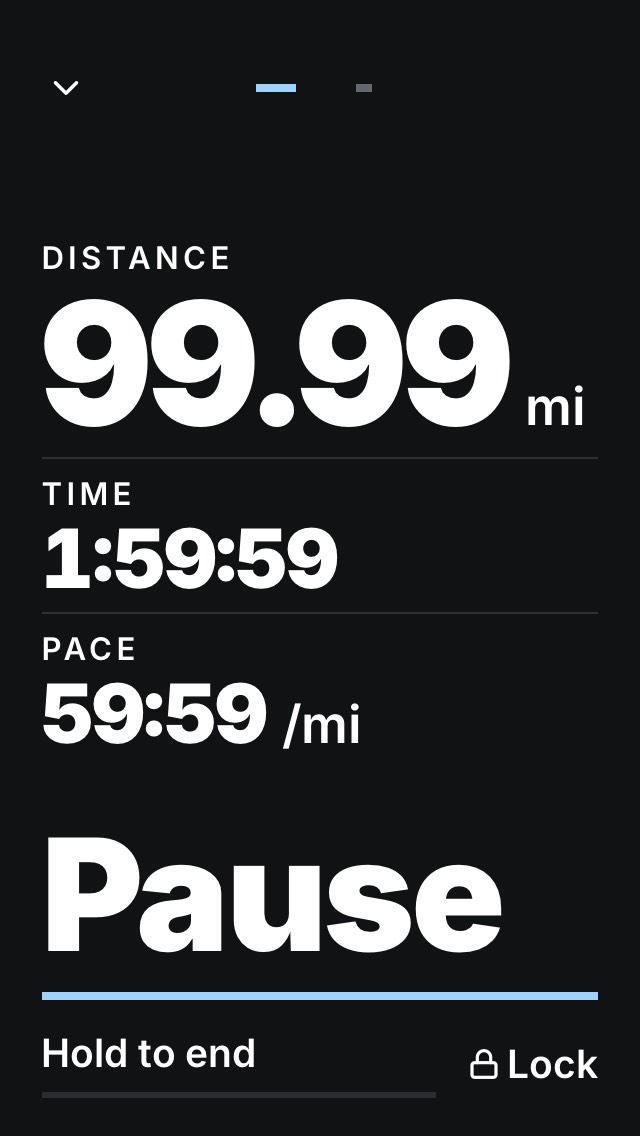 DISTANCE
99.99 mi
TIME
1:59:59
PACE
59:59 /mi
Pause
Hold to end
Lock